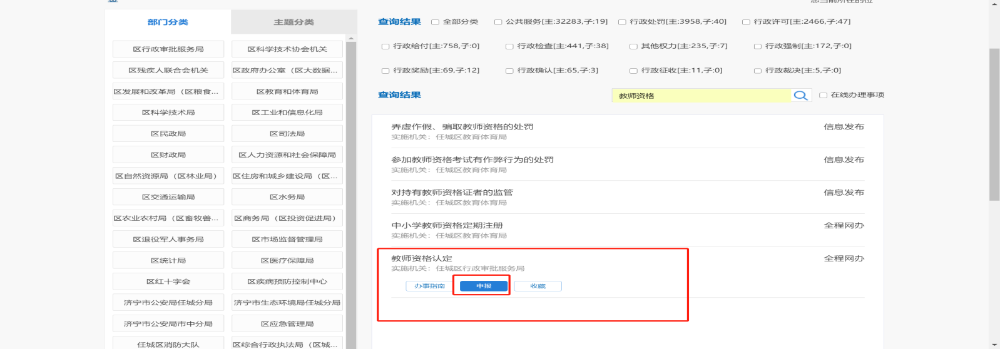 您当前所在的位
部门分类 主题分类
区行政审批服务局 区科学技术协会机关
区残疾人联合会机关 区政府办公室（区大数据...
区发展和改革局（区粮食... 区教育和体育局
区科学技术局 区工业和信息化局
区民政局 区司法局
区财政局 区人力资源和社会保障局
区自然资源局（区林业局） 区住房和城乡建设局（区...
区交通运输局 区水务局
区农业农村局（区畜牧兽... 区商务局（区投资促进局）
区退役军人事务局 区市场监督管理局
区统计局 区医疗保障局
区红十字会 区疾病预防控制中心
济宁市公安局任城分局 济宁市生态环境局任城分局
济宁市公安局市中分局 区应急管理局
任城区消防大队 区综合行政执法局（区城...
查询结果 全部分类 公共服务[主:32283,子:19] 行政处罚[主:3958,子:40] 行政许可[主:2466,子:47]
行政给付[主:758,子:0] 行政检查[主:441,子:38] 其他权力[主:235,子:7] 行政强制[主:172,子:0]
行政奖励[主:69,子:12] 行政确认[主:65,子:3] 行政征收[主:11,子:0] 行政裁决[主:5,子:0]
查询结果 教师资格 在线办理事项
弄虚作假、骗取教师资格的处罚 信息发布
实施机关：任城区教育体育局
参加教师资格考试有作弊行为的处罚 信息发布
实施机关：任城区教育体育局
对持有教师资格证者的监管 信息发布
实施机关：任城区教育体育局
中小学教师资格定期注册 全程网办
实施机关：任城区教育体育局
教师资格认定 全程网办
实施机关：任城区行政审批服务局
办事指南 申报 收藏